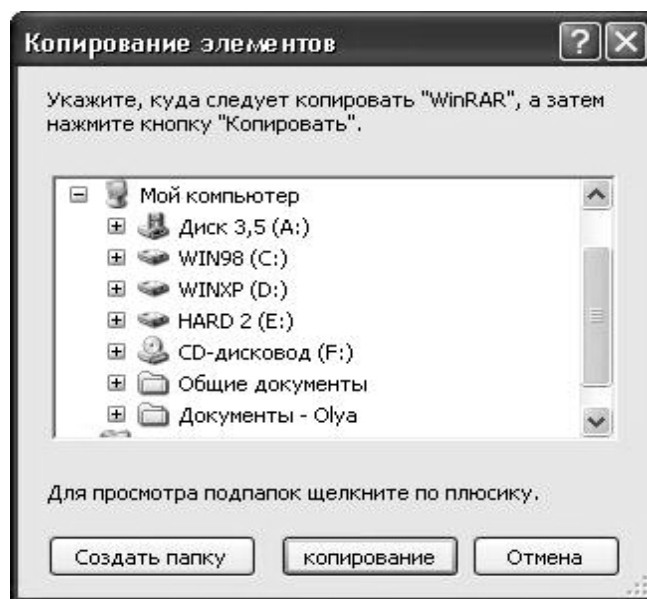 Копирование элементов
Укажите, куда следует копировать "WinRAR", а затем
нажмите кнопку "Копировать".
Мой компьютер
Диск 3,5 (A:)
WIN98 (C:)
WINXP (D:)
HARD 2 (E:)
CD-дисковод (F:)
Общие документы
Документы - Olya
Для просмотра подпапок щелкните по плюсику.
Создать папку копирование Отмена